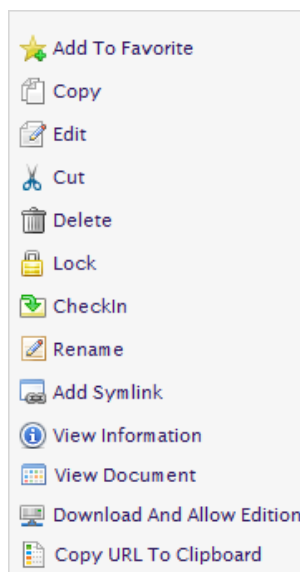 Add To Favorite
Copy
Edit
Cut
Delete
Lock
CheckIn
Rename
Add Symlink
View Information
View Document
Download And Allow Edition
Copy URL To Clipboard